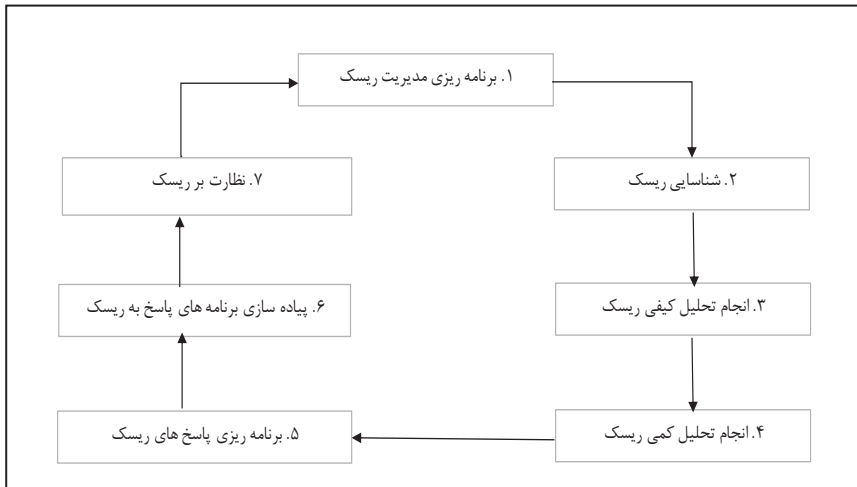 ۱. برنامه ریزی مدیریت ریسک
۲. شناسایی ریسک
۳. انجام تحلیل کیفی ریسک
۴. انجام تحلیل کمی ریسک
۵. برنامه ریزی پاسخ های ریسک
۶. پیاده سازی برنامه های پاسخ به ریسک
۷. نظارت بر ریسک